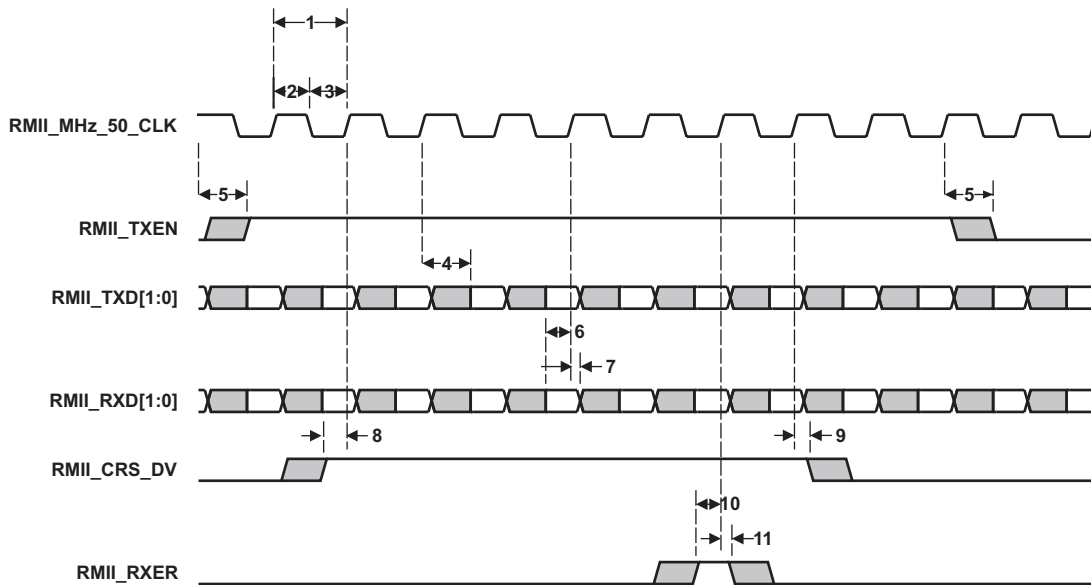 1
2
3
RMII_MHz_50_CLK
5
5
RMII_TXEN
4
RMII_TXD[1:0]
6
7
RMII_RXD[1:0]
8
9
RMII_CRS_DV
10
11
RMII_RXER